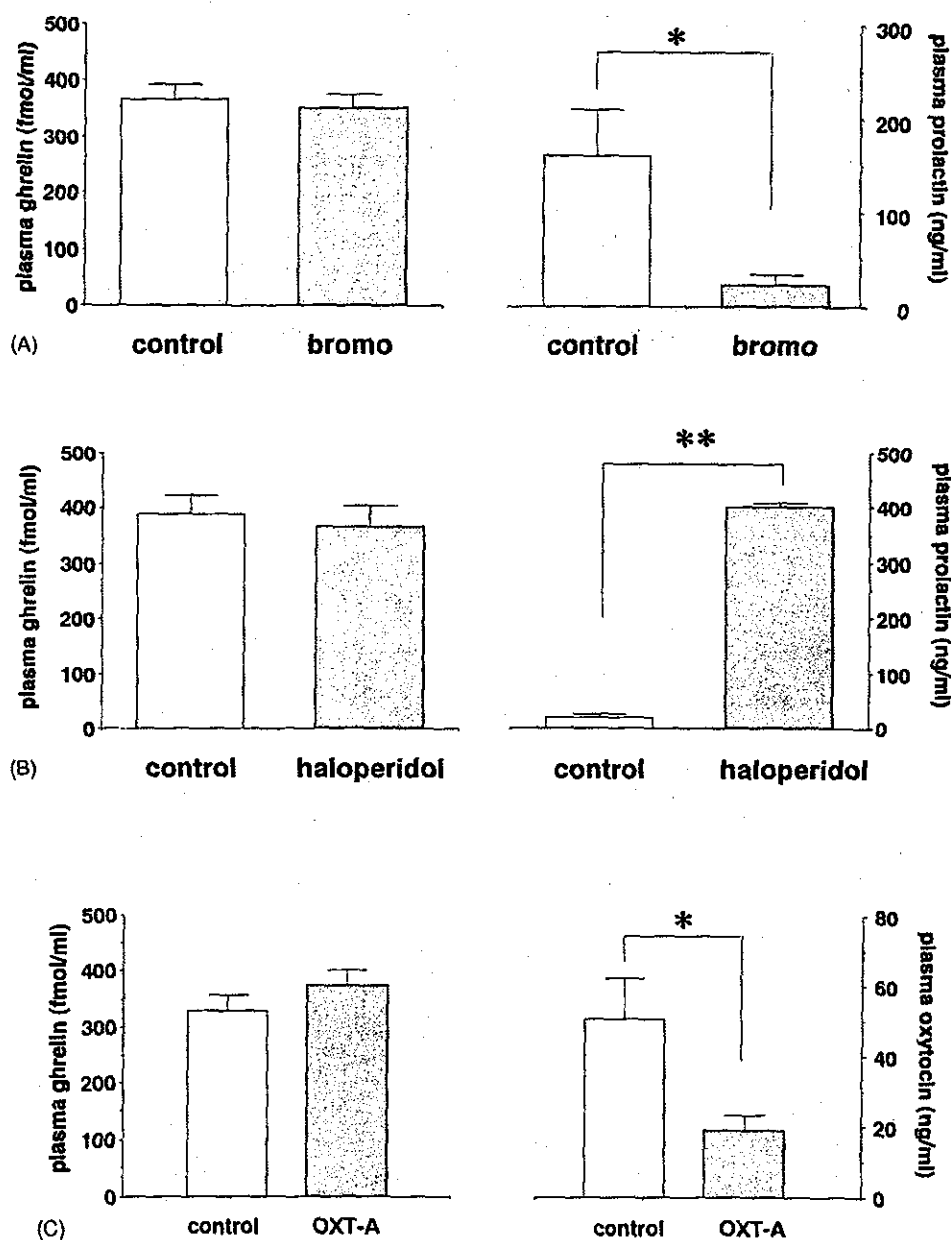 plasma ghrelin (fmol/ml)
500
400
300
200
100
0
control bromo
*
300
200
100
0
plasma prolactin (ng/ml)
control bromo
(A)
plasma ghrelin (fmol/ml)
500
400
300
200
100
0
control haloperidol
**
500
400
300
200
100
0
plasma prolactin (ng/ml)
control haloperidol
(B)
plasma ghrelin (fmol/ml)
500
400
300
200
100
0
control OXT-A
*
80
60
40
20
0
plasma oxytocin (ng/ml)
control OXT-A
(C)